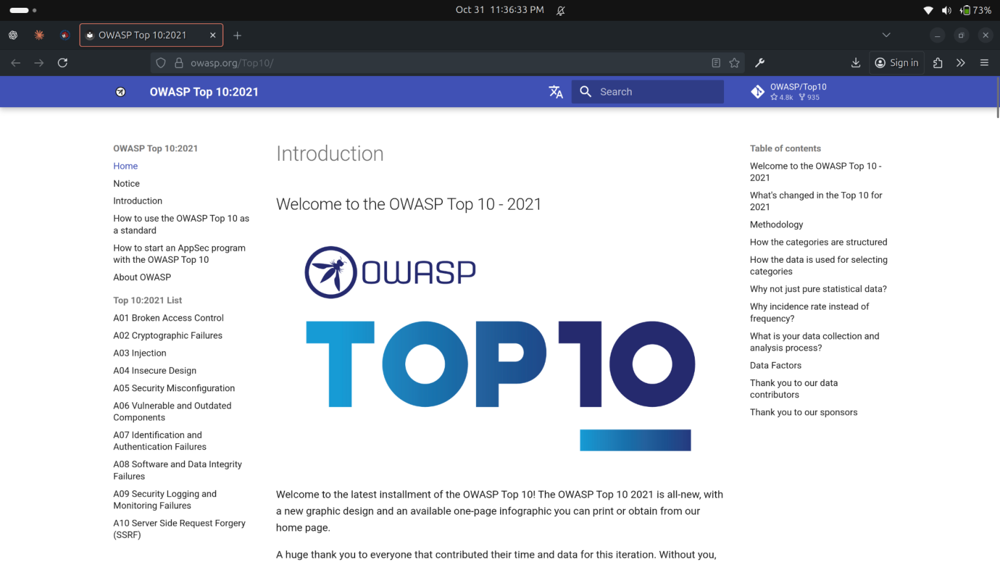 Oct 31 11:36:33 PM
73%
OWASP Top 10:2021
owasp.org/Top10/
Sign in
OWASP Top 10:2021
Search
OWASP/Top10
4.8k 935
OWASP Top 10:2021
Home
Notice
Introduction
How to use the OWASP Top 10 as
a standard
How to start an AppSec program
with the OWASP Top 10
About OWASP
Top 10:2021 List
A01 Broken Access Control
A02 Cryptographic Failures
A03 Injection
A04 Insecure Design
A05 Security Misconfiguration
A06 Vulnerable and Outdated
Components
A07 Identification and
Authentication Failures
A08 Software and Data Integrity
Failures
A09 Security Logging and
Monitoring Failures
A10 Server Side Request Forgery
(SSRF)
Introduction
Welcome to the OWASP Top 10 - 2021
OWASP
TOP10
Welcome to the latest installment of the OWASP Top 10! The OWASP Top 10 2021 is all-new, with
a new graphic design and an available one-page infographic you can print or obtain from our
home page.
A huge thank you to everyone that contributed their time and data for this iteration. Without you,
Table of contents
Welcome to the OWASP Top 10 -
2021
What's changed in the Top 10 for
2021
Methodology
How the categories are structured
How the data is used for selecting
categories
Why not just pure statistical data?
Why incidence rate instead of
frequency?
What is your data collection and
analysis process?
Data Factors
Thank you to our data
contributors
Thank you to our sponsors